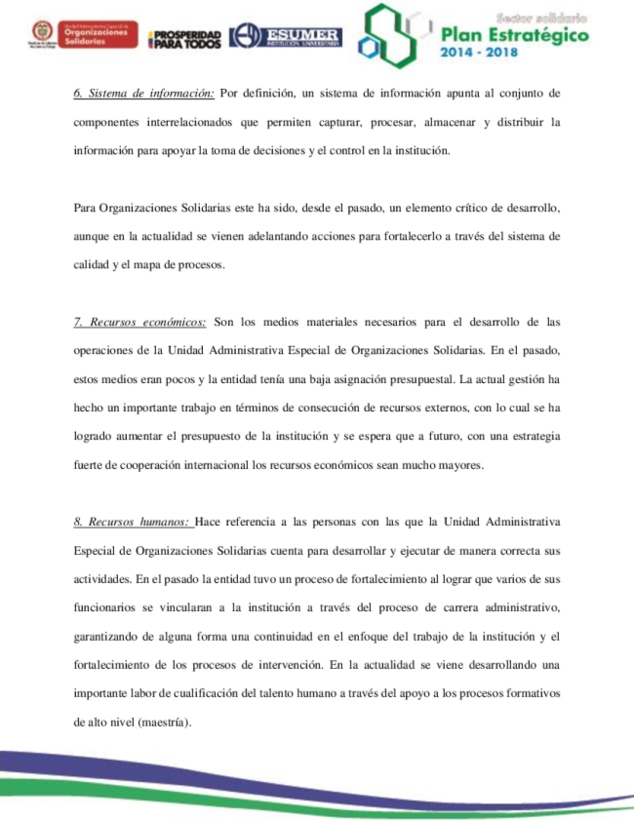 Unidad Administrativa Especial de
Organizaciones
Solidarias
PROSPERIDAD
PARA TODOS
ESUMER
INSTITUCIÓN UNIVERSITARIA
Sector solidario
Plan Estratégico
2014 - 2018
6. Sistema de información: Por definición, un sistema de información apunta al conjunto de
componentes interrelacionados que permiten capturar, procesar, almacenar y distribuir la
información para apoyar la toma de decisiones y el control en la institución.
Para Organizaciones Solidarias este ha sido, desde el pasado, un elemento crítico de desarrollo,
aunque en la actualidad se vienen adelantando acciones para fortalecerlo a través del sistema de
calidad y el mapa de procesos.
7. Recursos económicos: Son los medios materiales necesarios para el desarrollo de las
operaciones de la Unidad Administrativa Especial de Organizaciones Solidarias. En el pasado,
estos medios eran pocos y la entidad tenía una baja asignación presupuestal. La actual gestión ha
hecho un importante trabajo en términos de consecución de recursos externos, con lo cual se ha
logrado aumentar el presupuesto de la institución y se espera que a futuro, con una estrategia
fuerte de cooperación internacional los recursos económicos sean mucho mayores.
8. Recursos humanos: Hace referencia a las personas con las que la Unidad Administrativa
Especial de Organizaciones Solidarias cuenta para desarrollar y ejecutar de manera correcta sus
actividades. En el pasado la entidad tuvo un proceso de fortalecimiento al lograr que varios de sus
funcionarios se vincularan a la institución a través del proceso de carrera administrativo,
garantizando de alguna forma una continuidad en el enfoque del trabajo de la institución y el
fortalecimiento de los procesos de intervención. En la actualidad se viene desarrollando una
importante labor de cualificación del talento humano a través del apoyo a los procesos formativos
de alto nivel (maestría).